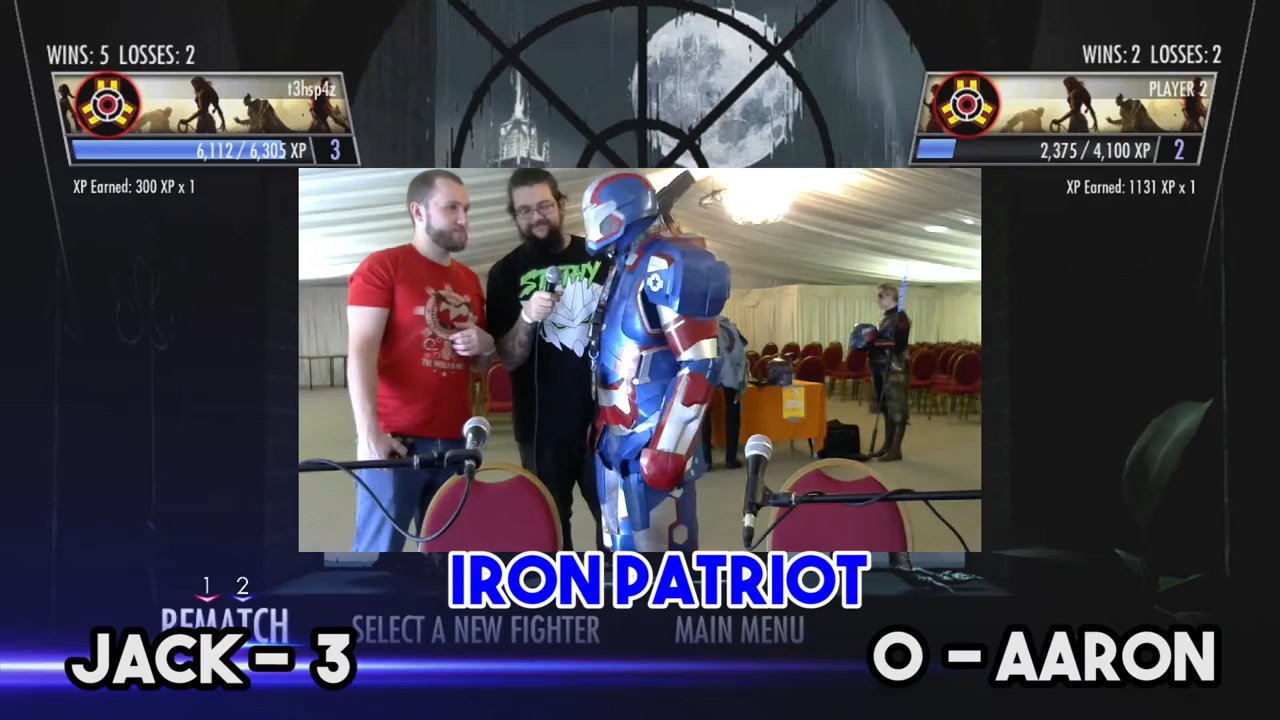 WINS: 5 LOSSES: 2
WINS: 2 LOSSES: 2
t3hsp4z
PLAYER 2
6,112 / 6,305 XP 3
2,375 / 4,100 XP 2
XP Earned: 300 XP x 1
XP Earned: 1131 XP x 1
IRON PATRIOT
1 2
REMATCH
SELECT A NEW FIGHTER
MAIN MENU
JACK - 3
0 - AARON